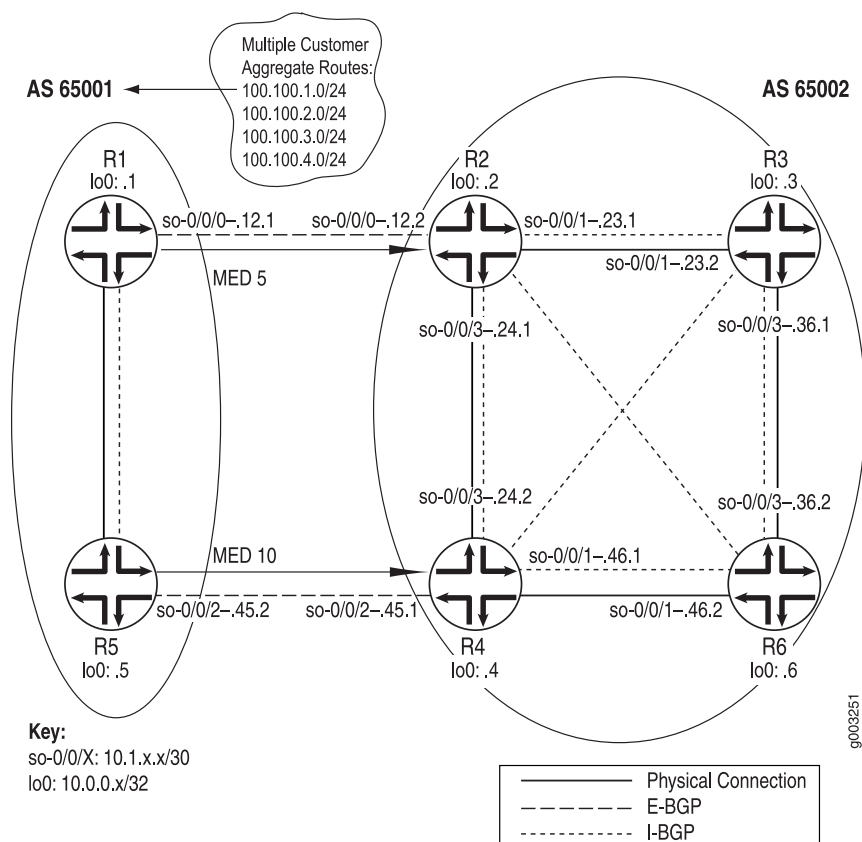 Multiple Customer
Aggregate Routes:
100.100.1.0/24
100.100.2.0/24
100.100.3.0/24
100.100.4.0/24
AS 65001
AS 65002
R1
lo0: .1
R2
lo0: .2
R3
lo0: .3
so-0/0/0–.12.1
so-0/0/0–.12.2
so-0/0/1–.23.1
MED 5
so-0/0/1–.23.2
so-0/0/3–.24.1
so-0/0/3–.36.1
so-0/0/3–.24.2
so-0/0/3–.36.2
MED 10
so-0/0/1–.46.1
so-0/0/2–.45.2
so-0/0/2–.45.1
so-0/0/1–.46.2
R5
lo0: .5
R4
lo0: .4
R6
lo0: .6
Key:
so-0/0/X: 10.1.x.x/30
lo0: 10.0.0.x/32
g003251
Physical Connection
E-BGP
I-BGP